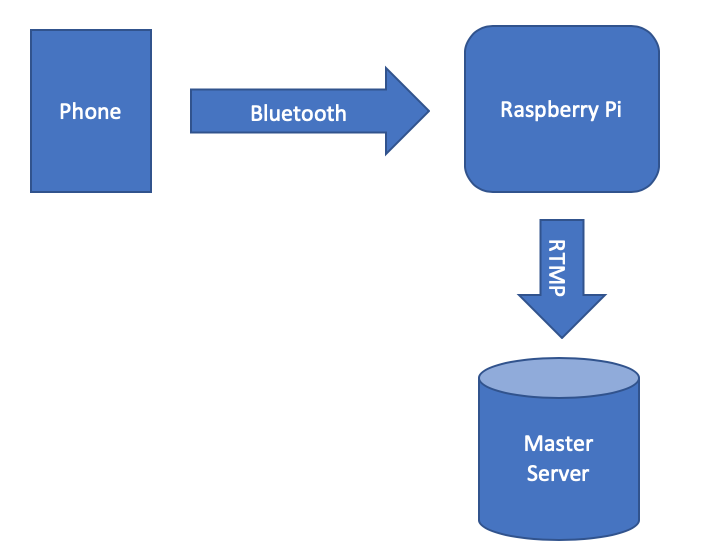 Phone
Bluetooth
Raspberry Pi
RTMP
Master
Server